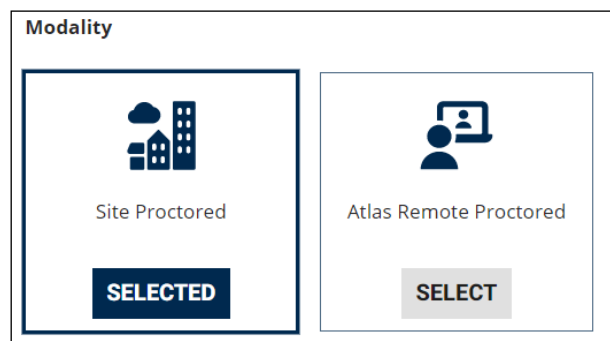 Modality
Site Proctored
Atlas Remote Proctored
SELECTED
SELECT